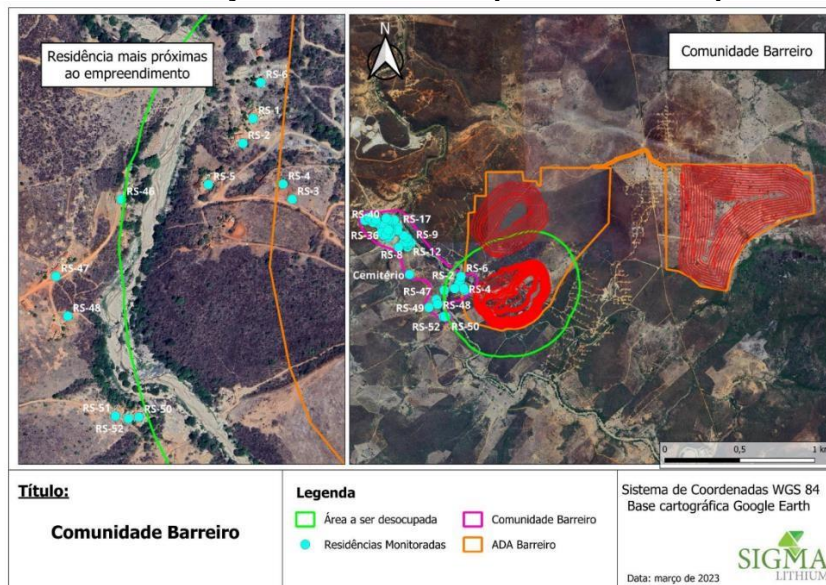 Residência mais próximas
ao empreendimento
RS-6
RS-1
RS-2
RS-5
RS-4
RS-3
RS-46
RS-47
RS-48
RS-51
RS-50
RS-52
N
Comunidade Barreiro
RS-40
RS-17
RS-36
RS-9
RS-8
RS-12
Cemitério
RS-6
RS-2
RS-4
RS-47
RS-48
RS-49
RS-52
RS-50
0
0,5
1 km
Título:
Comunidade Barreiro
Legenda
Área a ser desocupada
Comunidade Barreiro
Residências Monitoradas
ADA Barreiro
Sistema de Coordenadas WGS 84
Base cartográfica Google Earth
Data: março de 2023
SIGMA
LITHIUM